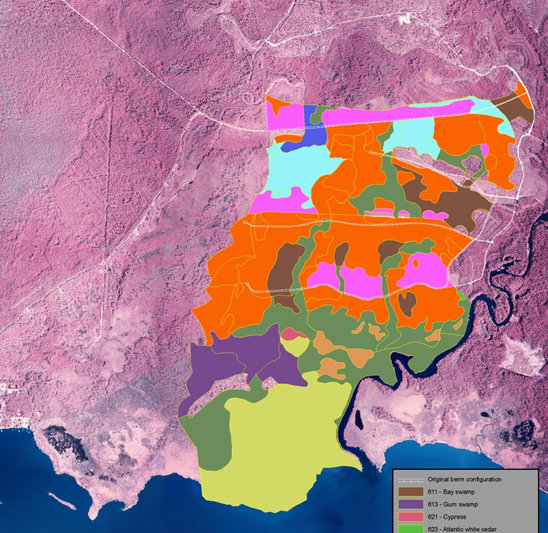 Original berm configuration
611 - Bay swamp
613 - Gum swamp
621 - Cypress
623 - Atlantic white cedar